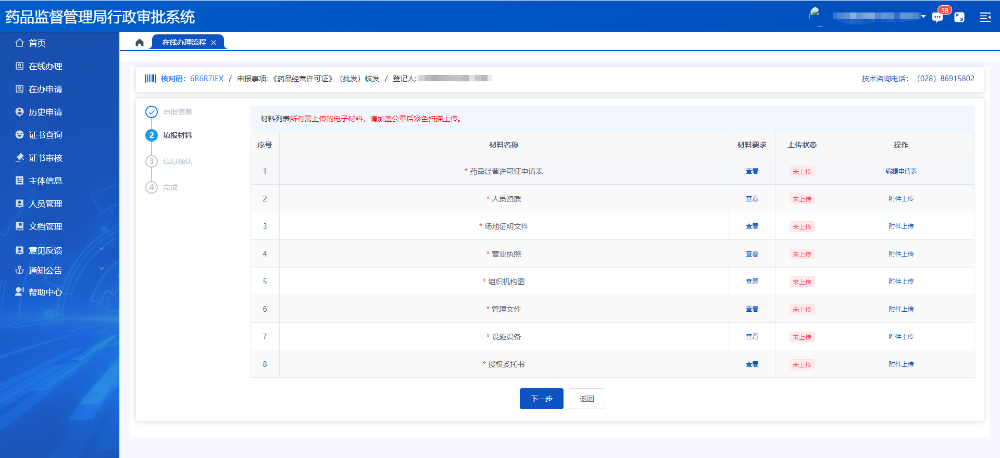 药品监督管理局行政审批系统
58
首页
在线办理
在办申请
历史申请
证书查询
证书审核
主体信息
人员管理
文档管理
意见反馈
通知公告
帮助中心
在线办理流程
核对码：6R6R7IEX / 申报事项:《药品经营许可证》（批发）核发 / 登记人:
技术咨询电话：（028）86915802
申报信息
2 填报材料
3 信息确认
4 完成
材料列表所有需上传的电子材料，请加盖公章后彩色扫描上传。
序号 材料名称 材料要求 上传状态 操作
1 * 药品经营许可证申请表 查看 未上传 编辑申请表
2 * 人员资质 查看 未上传 附件上传
3 * 场地证明文件 查看 未上传 附件上传
4 * 营业执照 查看 未上传 附件上传
5 * 组织机构图 查看 未上传 附件上传
6 * 管理文件 查看 未上传 附件上传
7 * 设施设备 查看 未上传 附件上传
8 * 授权委托书 查看 未上传 附件上传
下一步 返回